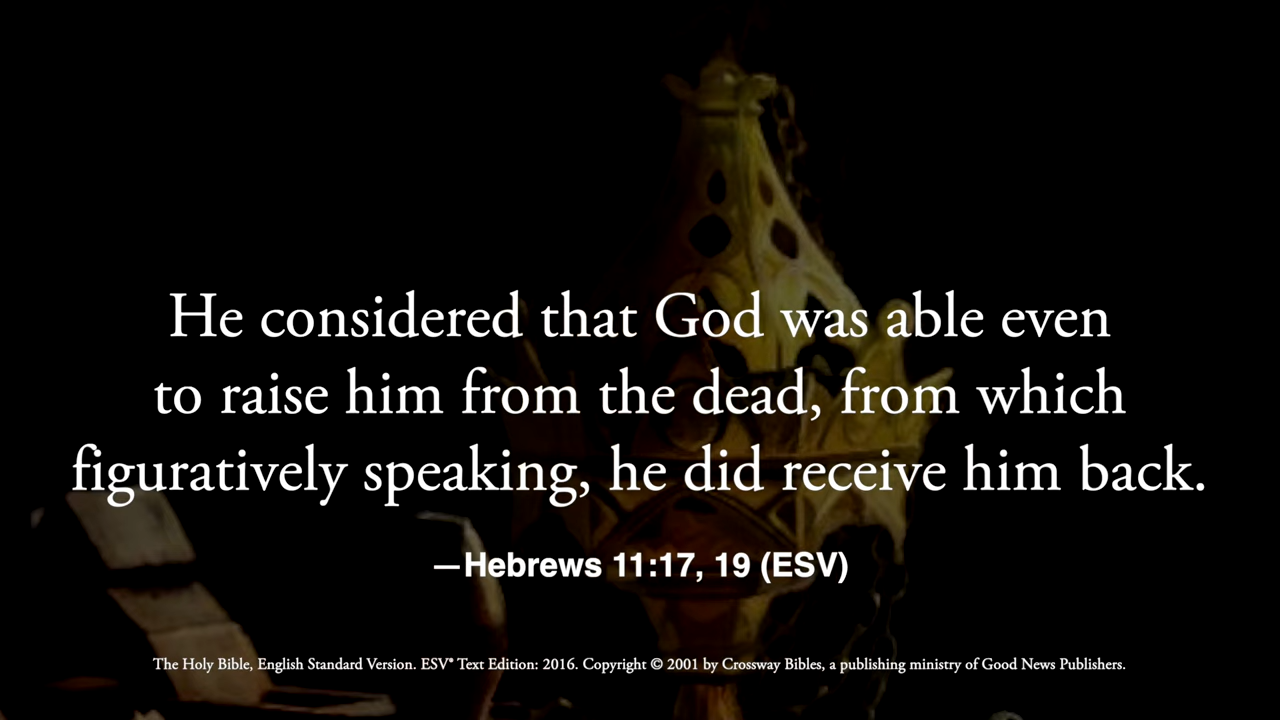 He considered that God was able even
to raise him from the dead, from which
figuratively speaking, he did receive him back.
—Hebrews 11:17, 19 (ESV)
The Holy Bible, English Standard Version. ESV® Text Edition: 2016. Copyright © 2001 by Crossway Bibles, a publishing ministry of Good News Publishers.